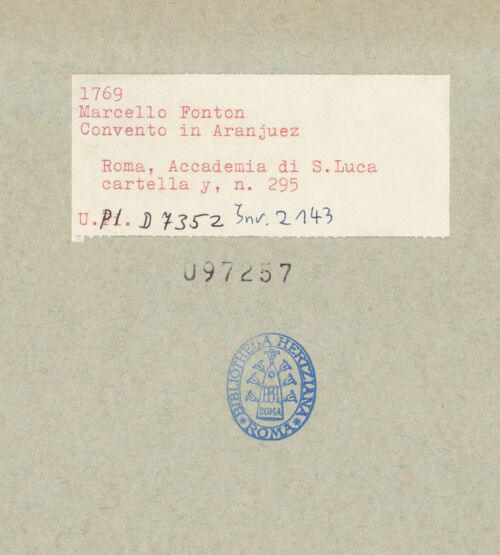 1769
Marcello Fonton
Convento in Aranjuez
Roma, Accademia di S.Luca
cartella y, n. 295
U.Pl. D 7352 Inv. 2143
097257
BIBLIOTHECA HERTZIANA
ROMA
ROMA